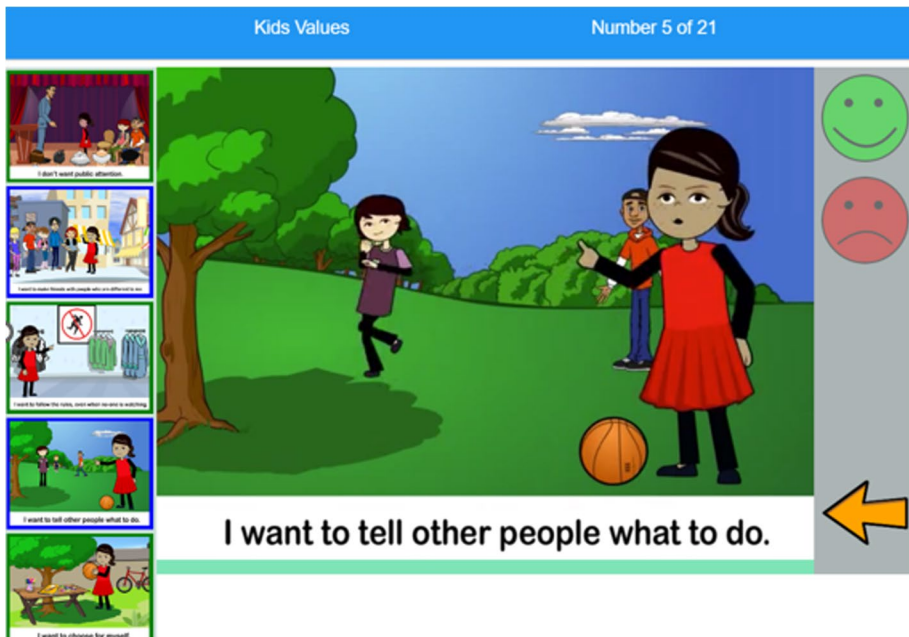 Kids Values
Number 5 of 21
I don't want public attention.
I want to make friends with people who are different to me.
I want to follow the rules, even when no-one is watching.
I want to tell other people what to do.
I want to choose for myself
I want to tell other people what to do.